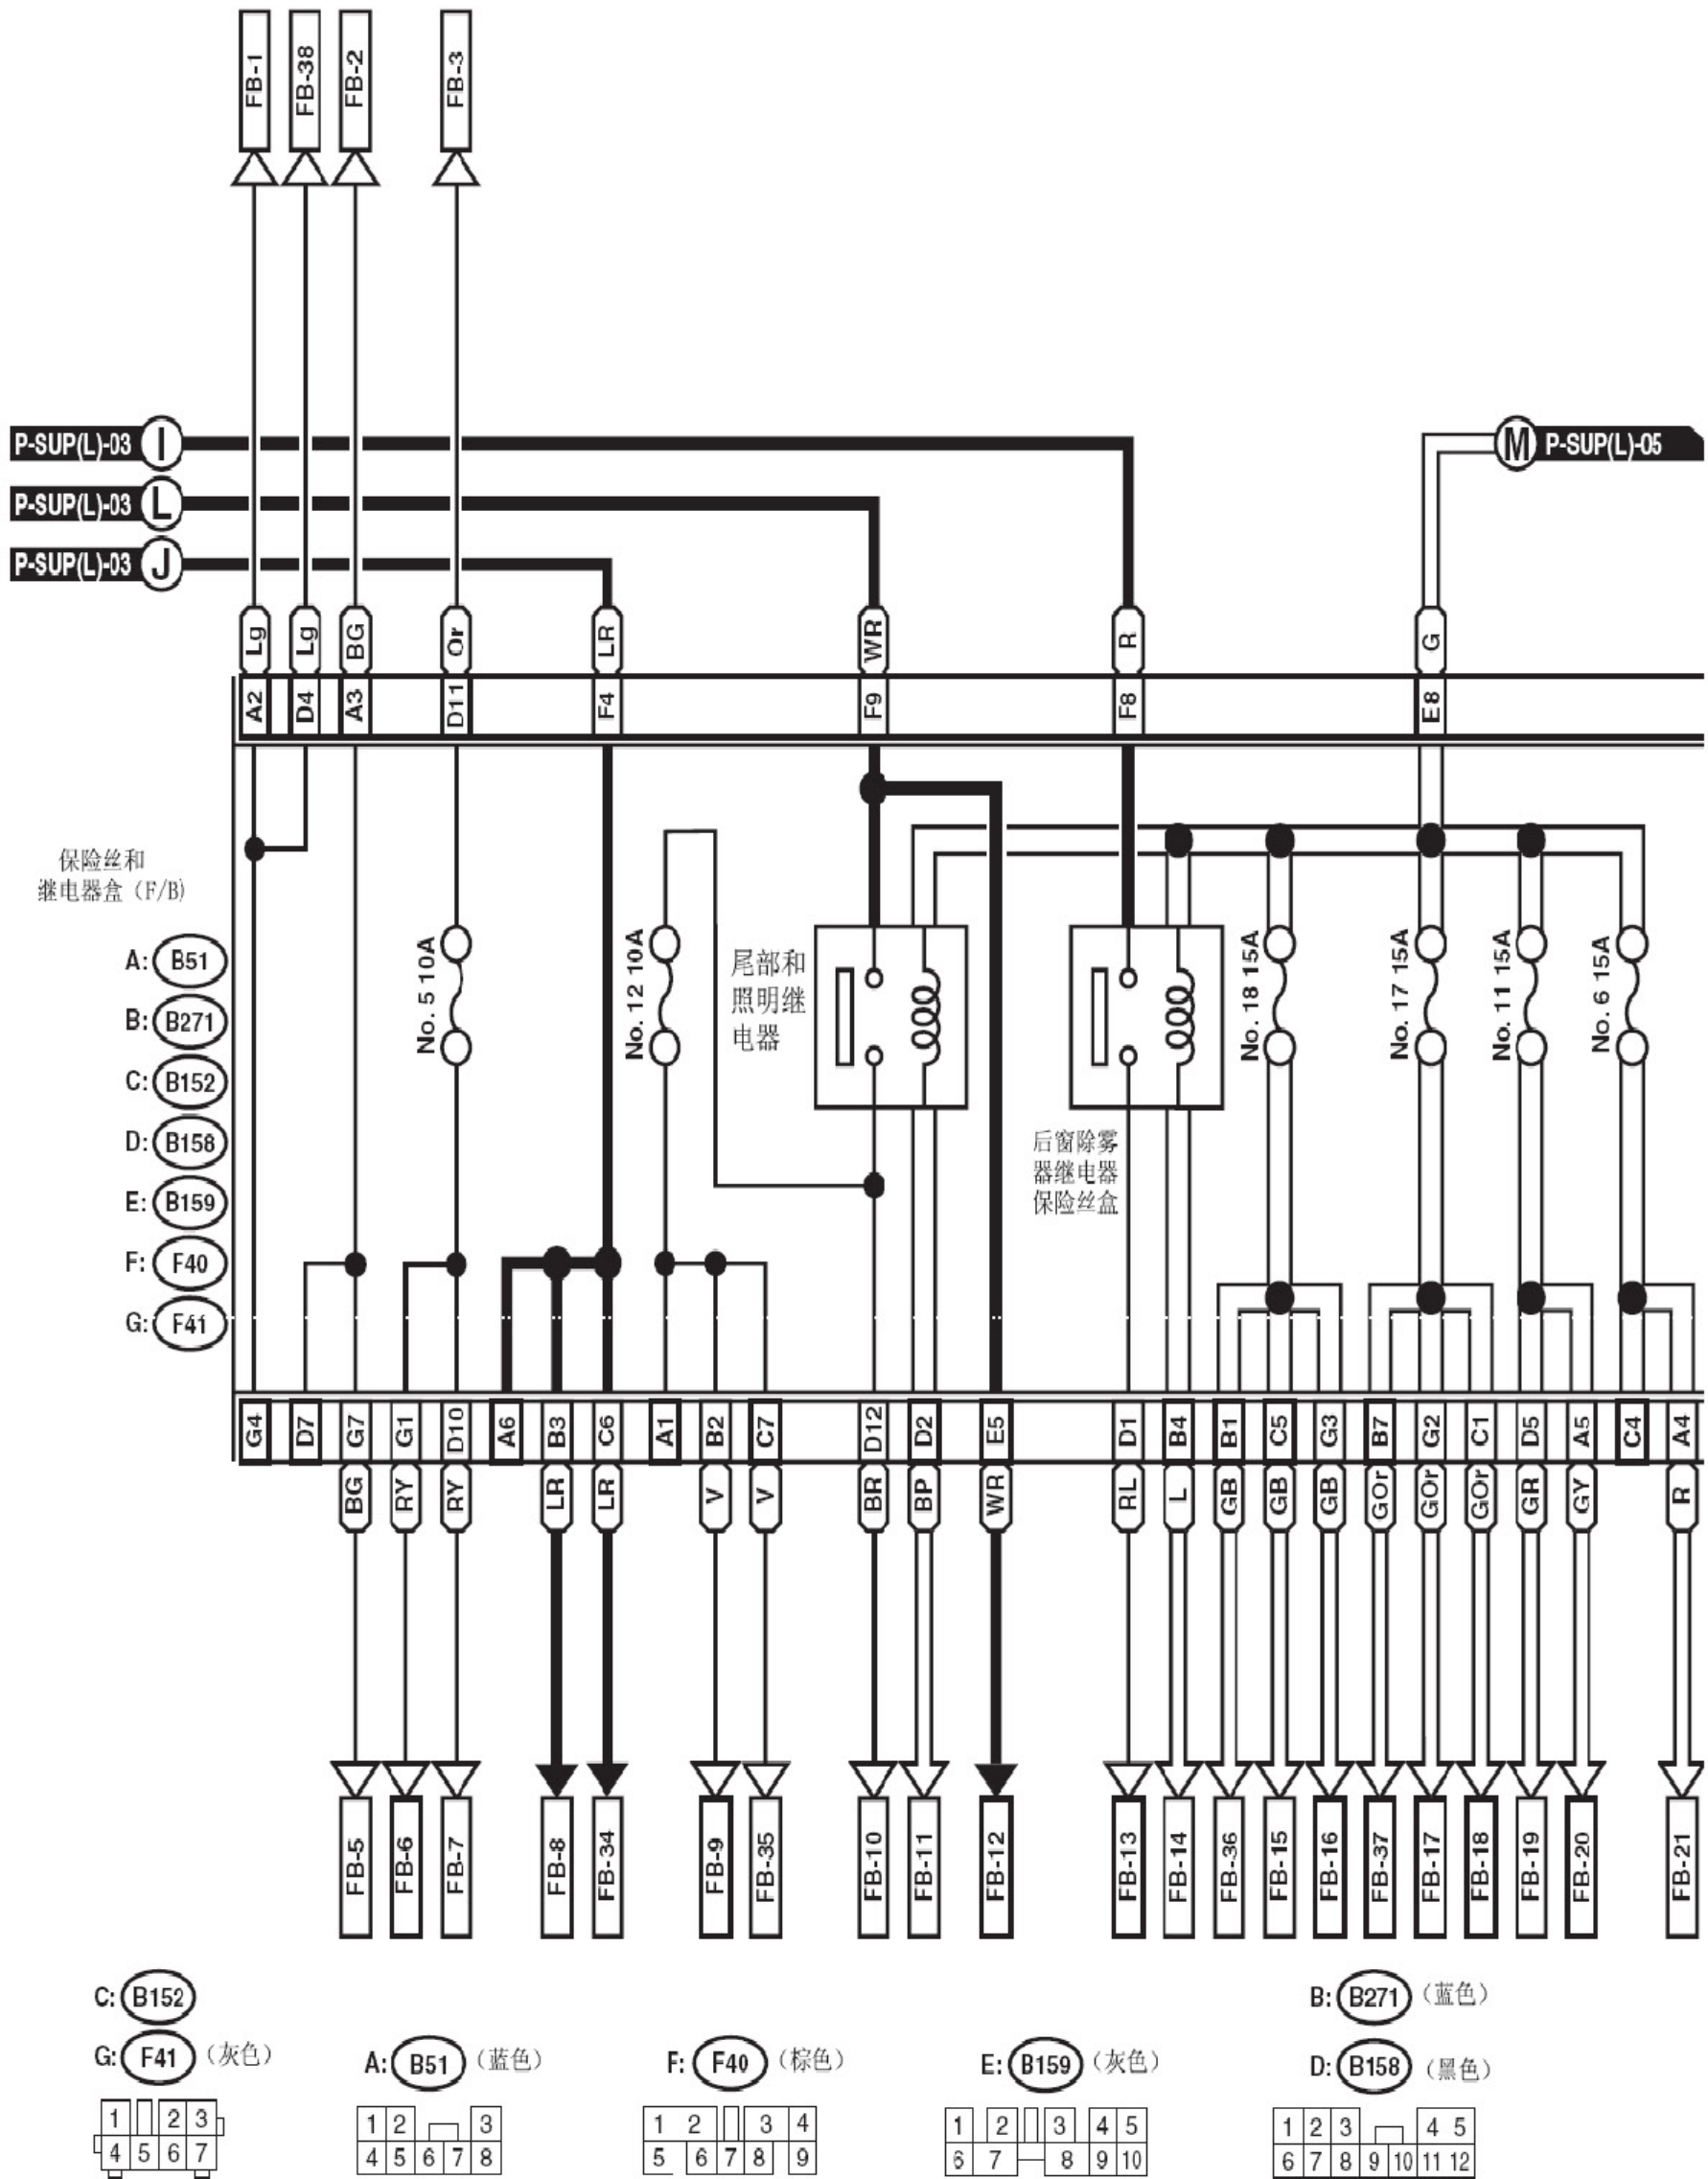 FB-1 FB-38 FB-2 FB-3
P-SUP(L)-03 I
M P-SUP(L)-05
P-SUP(L)-03 L
P-SUP(L)-03 J
Lg Lg BG Or LR WR R G
A2 D4 A3 D11 F4 F9 F8 E8
保险丝和
继电器盒（F/B）
A: B51
B: B271
C: B152
D: B158
E: B159
F: F40
G: F41
No. 5 10A
No. 12 10A
尾部和
照明继
电器
后窗除雾
器继电器
保险丝盒
No. 18 15A
No. 17 15A
No. 11 15A
No. 6 15A
G4 D7 G7 G1 D10 A6 B3 C6 A1 B2 C7 D12 D2 E5 D1 B4 B1 C5 G3 B7 G2 C1 D5 A5 C4 A4
BG RY RY LR LR V V BR BP WR RL L GB GB GB GOr GOr GOr GR GY R
FB-5 FB-6 FB-7 FB-8 FB-34 FB-9 FB-35 FB-10 FB-11 FB-12 FB-13 FB-14 FB-36 FB-15 FB-16 FB-37 FB-17 FB-18 FB-19 FB-20 FB-21
C: B152
G: F41 （灰色）
1 2 3
4 5 6 7
A: B51 （蓝色）
1 2 3
4 5 6 7 8
F: F40 （棕色）
1 2 3 4
5 6 7 8 9
E: B159 （灰色）
1 2 3 4 5
6 7 8 9 10
B: B271 （蓝色）
D: B158 （黑色）
1 2 3 4 5
6 7 8 9 10 11 12